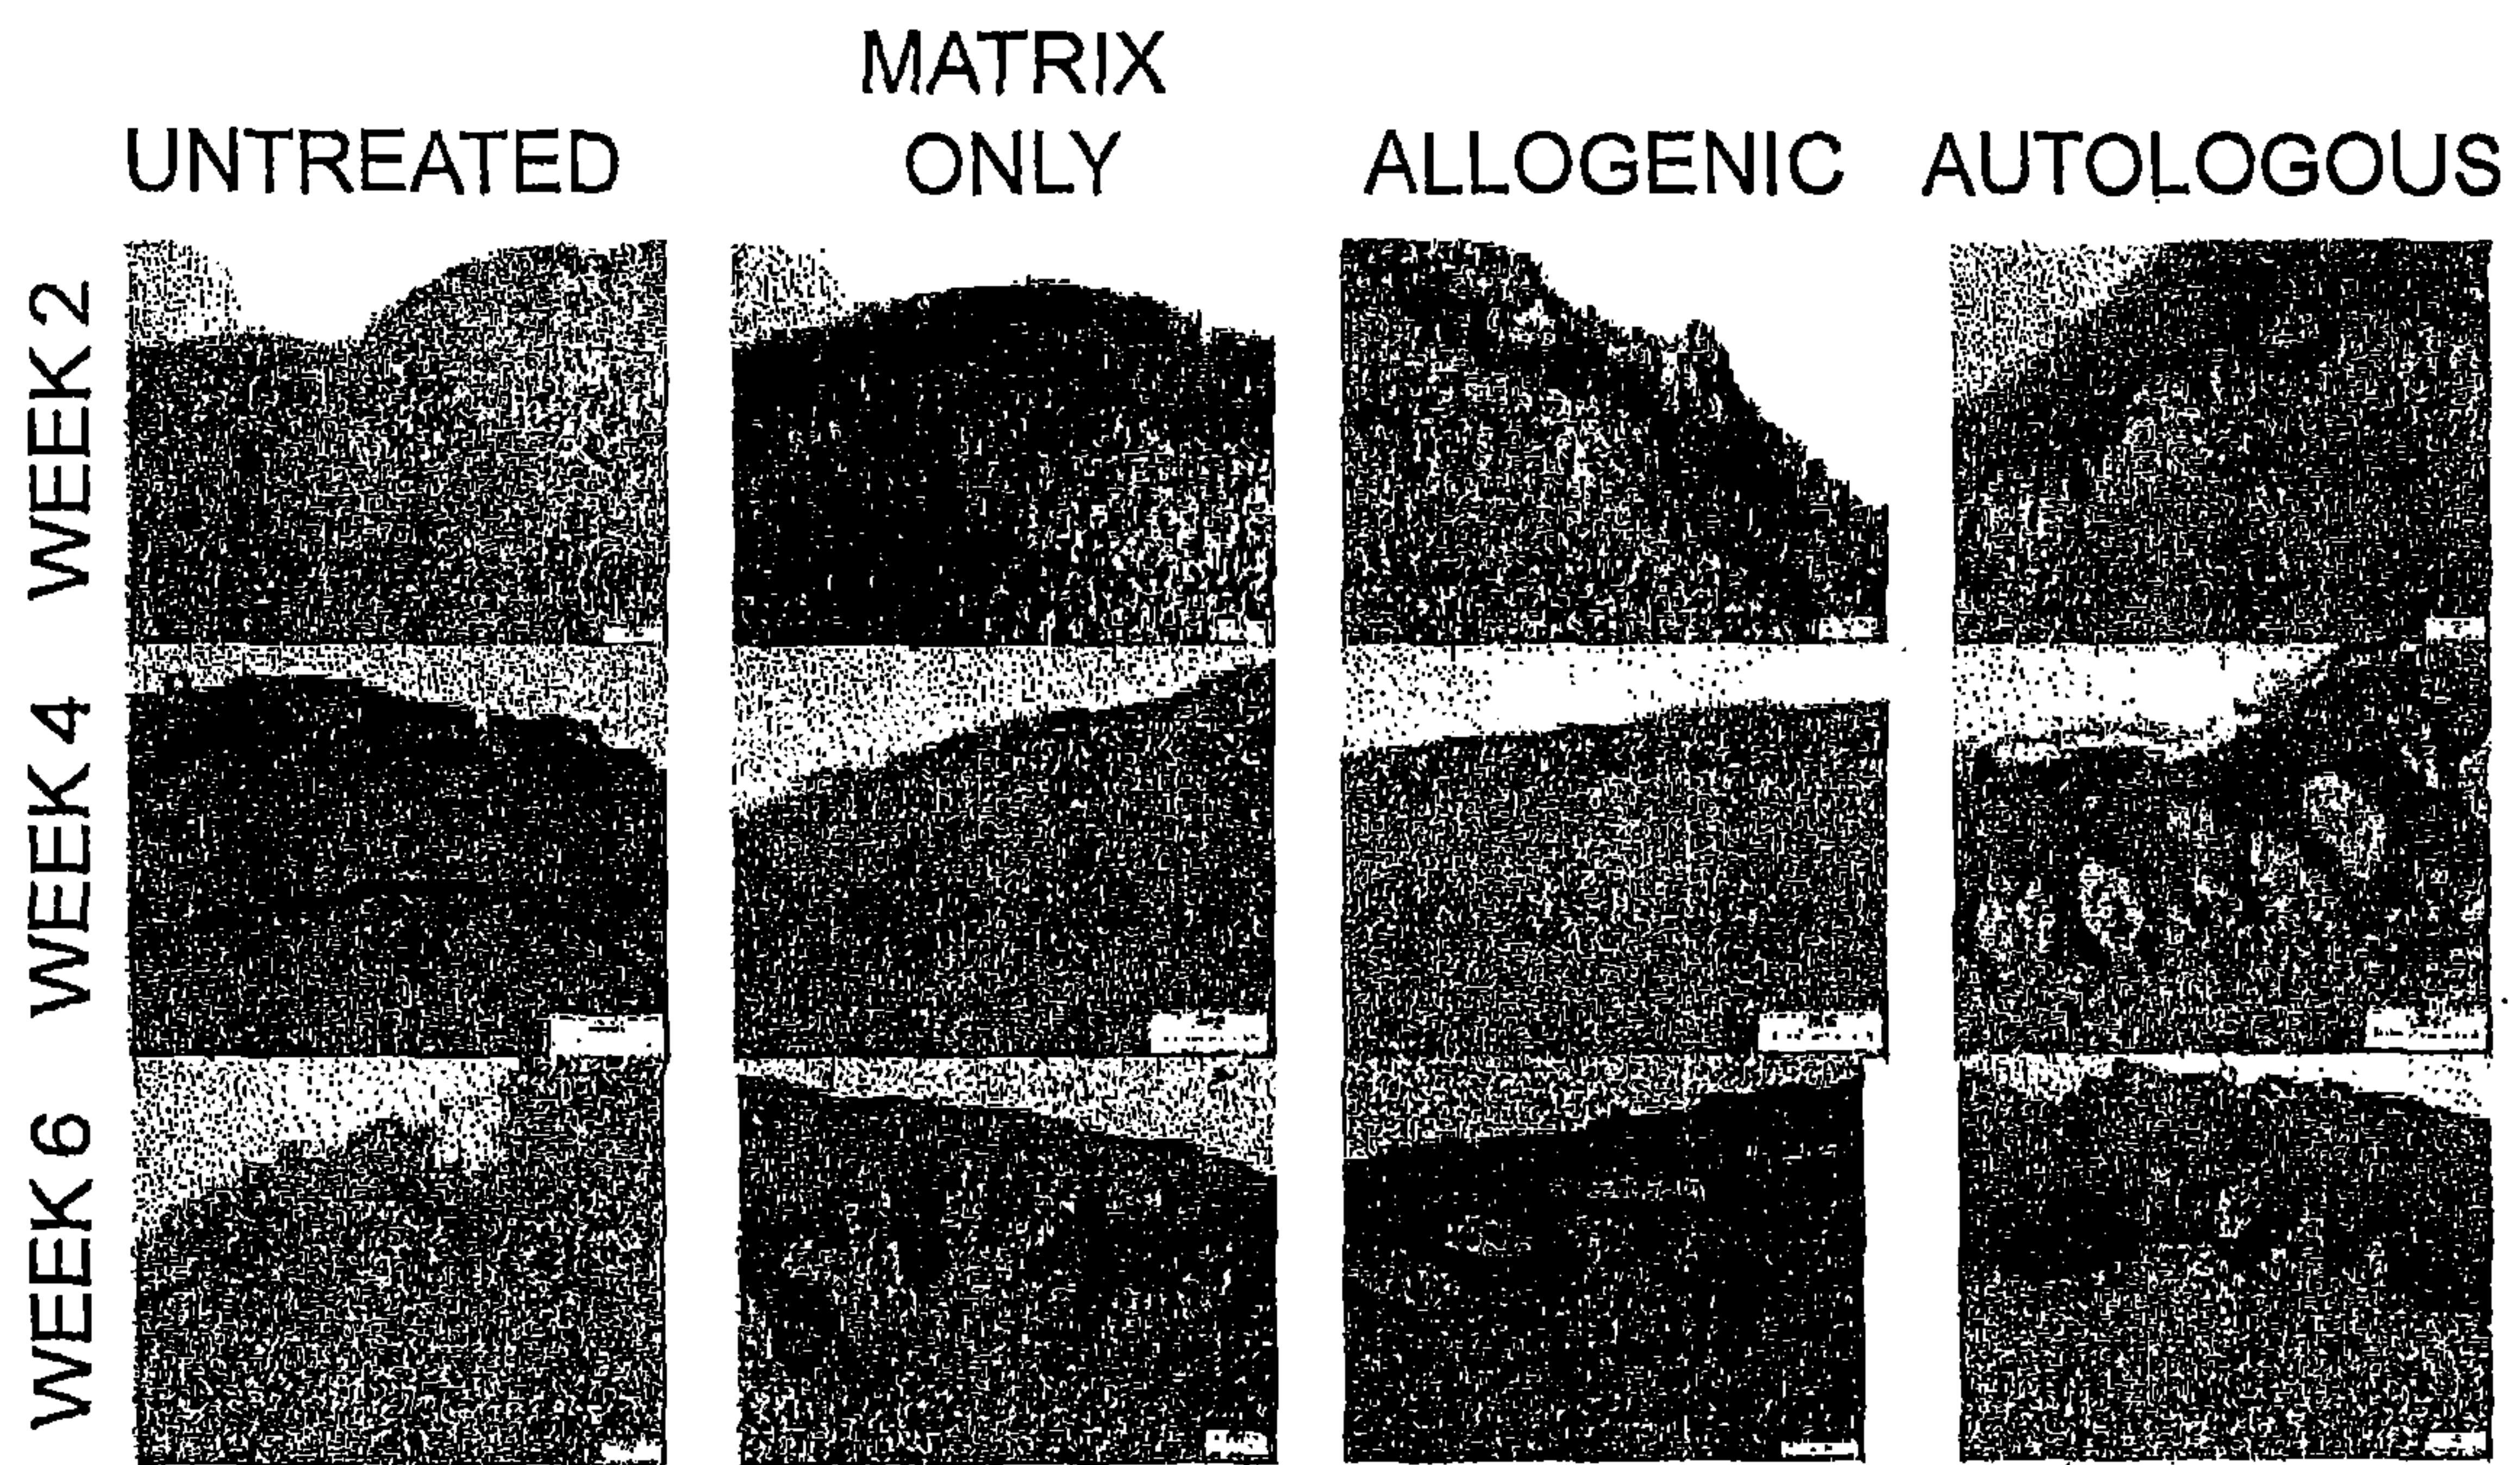 MATRIX
UNTREATED ONLY ALLOGENIC AUTOLOGOUS
WEEK 2
WEEK 4
WEEK 6